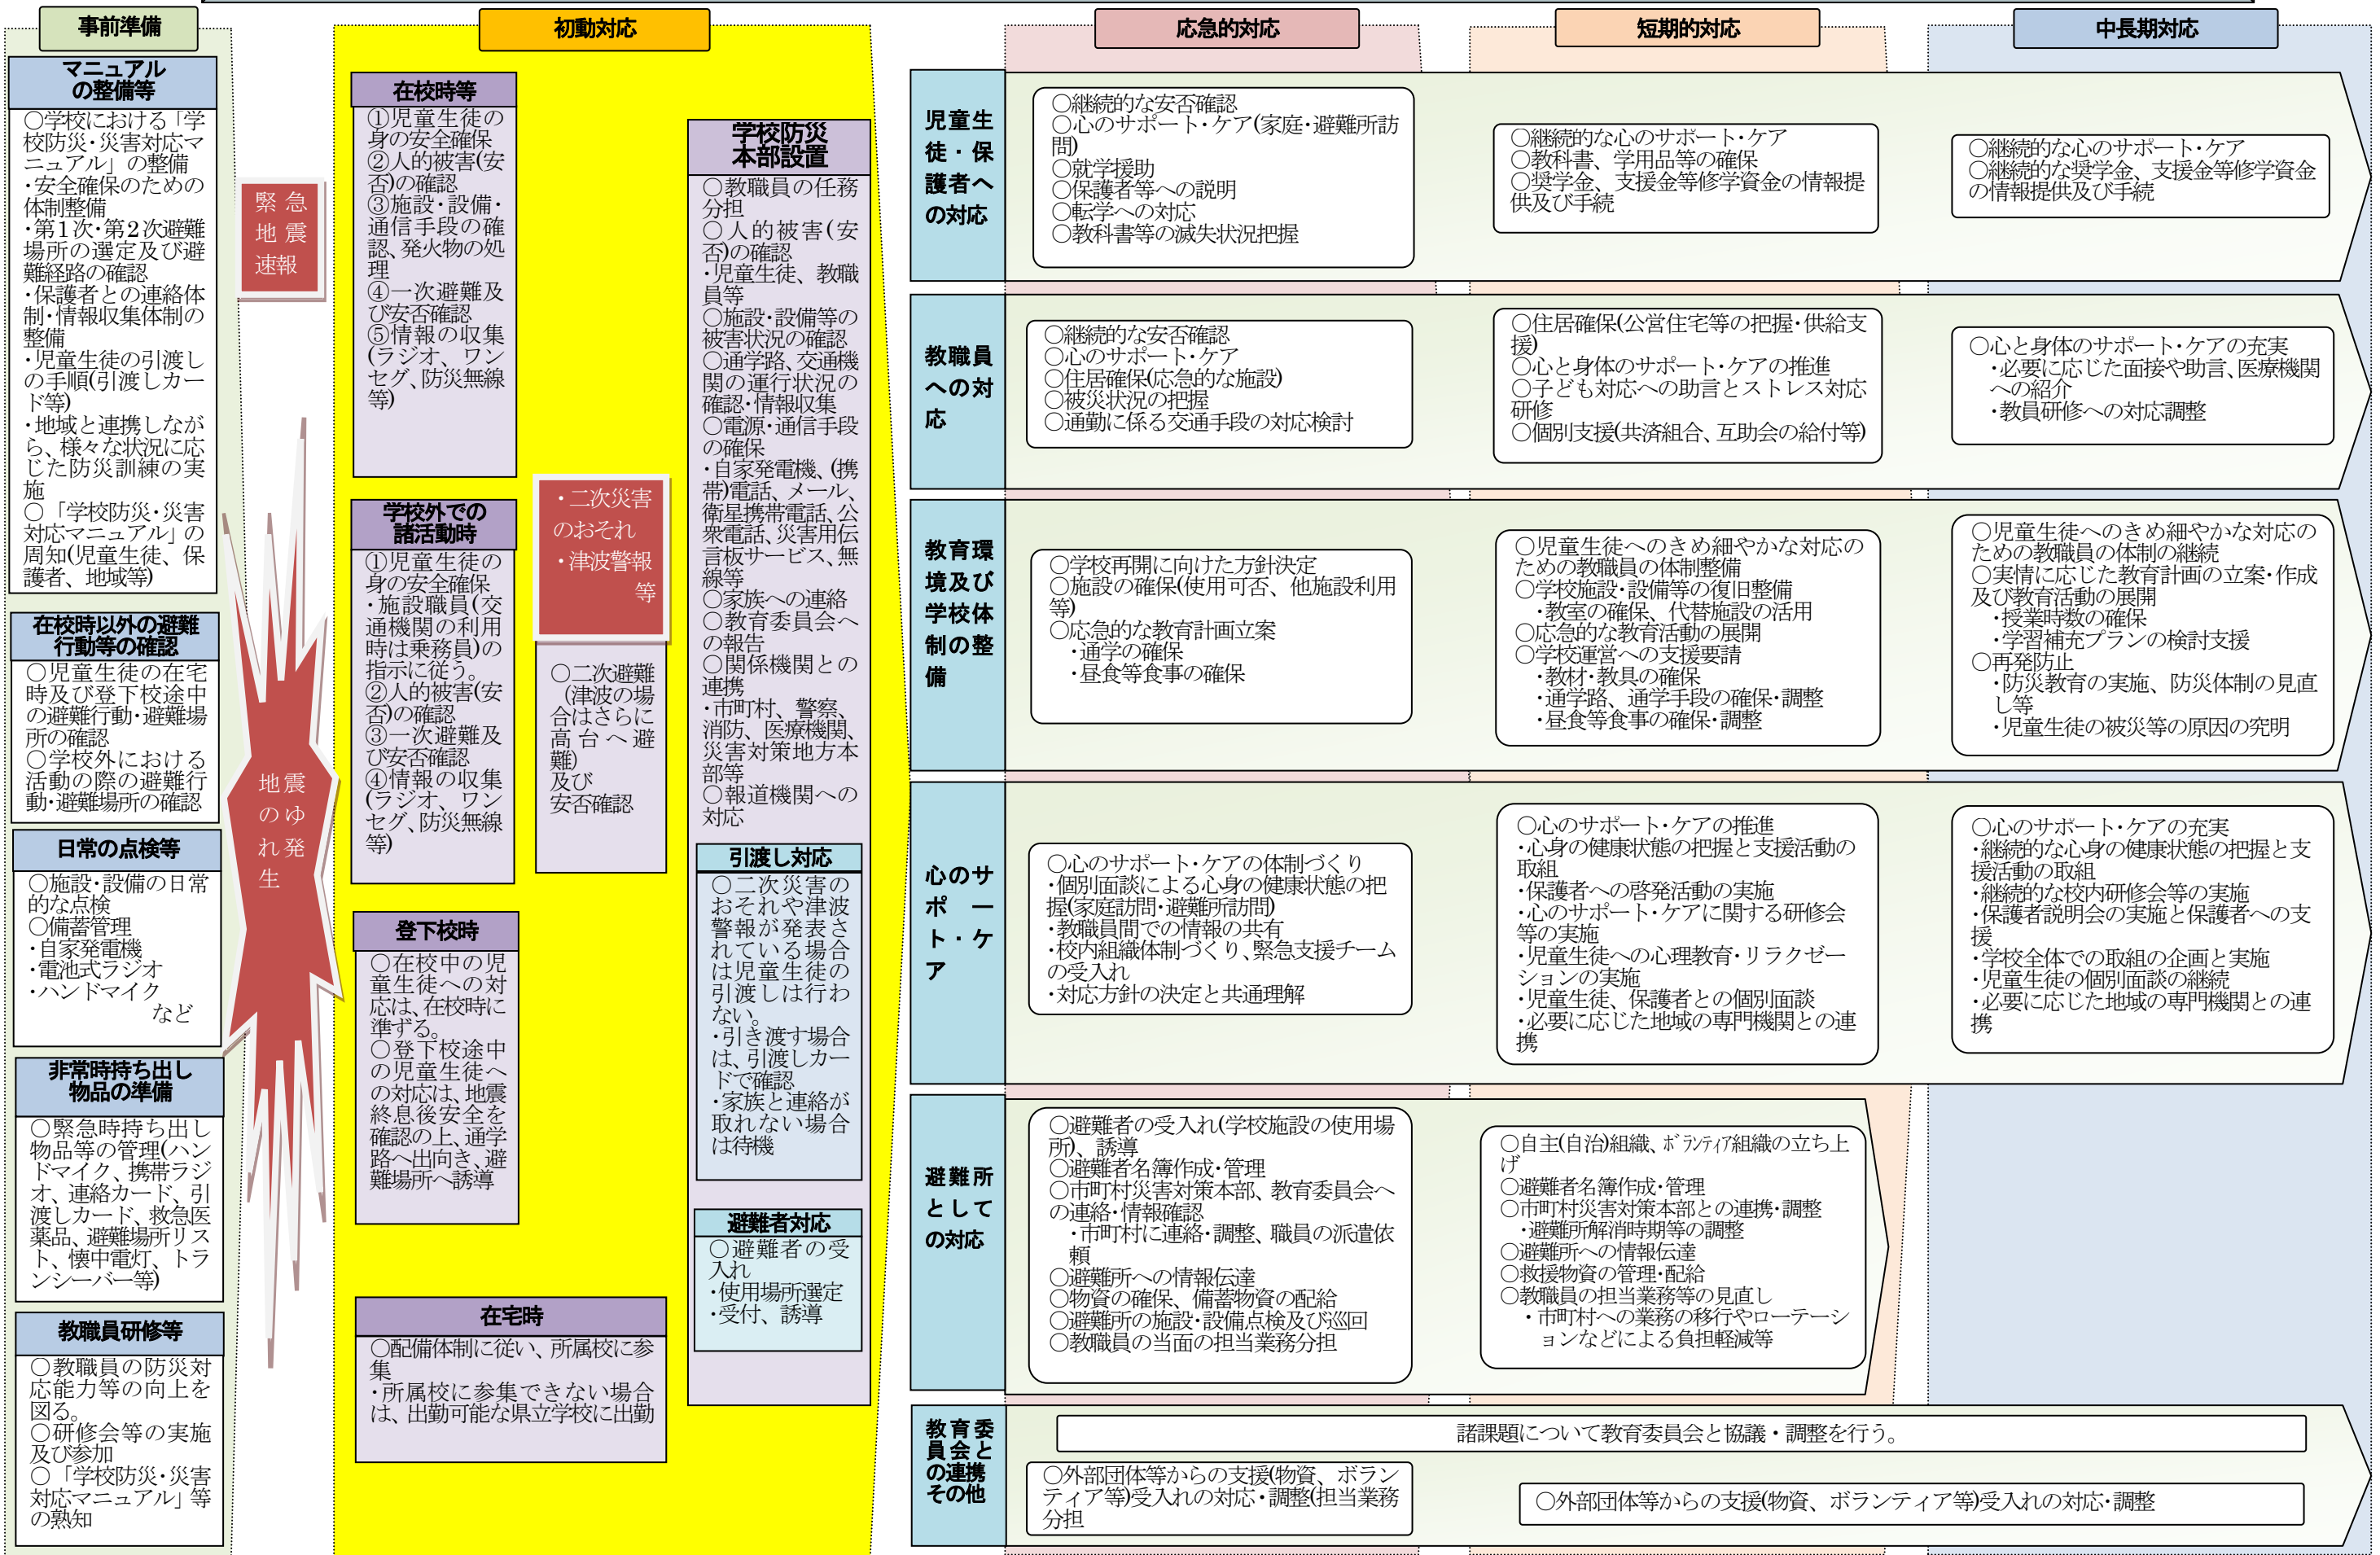 事前準備
マニュアル
の整備等
○学校における「学
校防災・災害対応マ
ニュアル」の整備
・安全確保のための
体制整備
・第１次・第２次避難
場所の選定及び避
難経路の確認
・保護者との連絡体
制・情報収集体制の
整備
・児童生徒の引渡し
の手順(引渡しカー
ド等)
・地域と連携しなが
ら、様々な状況に応
じた防災訓練の実
施
○「学校防災・災害
対応マニュアル」の
周知(児童生徒、保
護者、地域等)
在校時以外の避難
行動等の確認
○児童生徒の在宅
時及び登下校途中
の避難行動・避難場
所の確認
○学校外における
活動の際の避難行
動・避難場所の確認
日常の点検等
○施設・設備の日常
的な点検
○備蓄管理
・自家発電機
・電池式ラジオ
・ハンドマイク
など
非常時持ち出し
物品の準備
○緊急時持ち出し
物品等の管理(ハン
ドマイク、携帯ラジ
オ、連絡カード、引
渡しカード、救急医
薬品、避難場所リス
ト、懐中電灯、トラ
ンシーバー等)
教職員研修等
○教職員の防災対
応能力等の向上を
図る。
○研修会等の実施
及び参加
○「学校防災・災害
対応マニュアル」等
の熟知
緊急
地震
速報
地震
のゆ
れ発
生
初動対応
在校時等
①児童生徒の
身の安全確保
②人的被害(安
否)の確認
③施設・設備・
通信手段の確
認、発火物の処
理
④一次避難及
び安否確認
⑤情報の収集
(ラジオ、ワン
セグ、防災無線
等)
学校外での
諸活動時
①児童生徒の
身の安全確保
・施設職員(交
通機関の利用
時は乗務員)の
指示に従う。
②人的被害(安
否)の確認
③一次避難及
び安否確認
④情報の収集
(ラジオ、ワン
セグ、防災無線
等)
登下校時
○在校中の児
童生徒への対
応は、在校時に
準ずる。
○登下校途中
の児童生徒へ
の対応は、地震
終息後安全を
確認の上、通学
路へ出向き、避
難場所へ誘導
在宅時
○配備体制に従い、所属校に参
集
・所属校に参集できない場合
は、出勤可能な県立学校に出勤
・二次災害
のおそれ
・津波警報
等
○二次避難
(津波の場
合はさらに
高台へ避
難)
及び
安否確認
学校防災
本部設置
○教職員の任務
分担
○人的被害(安
否)の確認
・児童生徒、教職
員等
○施設・設備等の
被害状況の確認
○通学路、交通機
関の運行状況の
確認・情報収集
○電源・通信手段
の確保
・自家発電機、(携
帯)電話、メール、
衛星携帯電話、公
衆電話、災害用伝
言板サービス、無
線等
○家族への連絡
○教育委員会へ
の報告
○関係機関との
連携
・市町村、警察、
消防、医療機関、
災害対策地方本
部等
○報道機関への
対応
引渡し対応
○二次災害の
おそれや津波
警報が発表さ
れている場合
は児童生徒の
引渡しは行わ
ない。
・引き渡す場合
は、引渡しカー
ドで確認
・家族と連絡が
取れない場合
は待機
避難者対応
○避難者の受
入れ
・使用場所選定
・受付、誘導
応急的対応
短期的対応
中長期対応
児童生
徒・保
護者へ
の対応
○継続的な安否確認
○心のサポート・ケア(家庭・避難所訪
問)
○就学援助
○保護者等への説明
○転学への対応
○教科書等の滅失状況把握
○継続的な心のサポート・ケア
○教科書、学用品等の確保
○奨学金、支援金等修学資金の情報提
供及び手続
○継続的な心のサポート・ケア
○継続的な奨学金、支援金等修学資金
の情報提供及び手続
教職員
への対
応
○継続的な安否確認
○心のサポート・ケア
○住居確保(応急的な施設)
○被災状況の把握
○通勤に係る交通手段の対応検討
○住居確保(公営住宅等の把握・供給支
援)
○心と身体のサポート・ケアの推進
○子ども対応への助言とストレス対応
研修
○個別支援(共済組合、互助会の給付等)
○心と身体のサポート・ケアの充実
・必要に応じた面接や助言、医療機関
への紹介
・教員研修への対応調整
教育環
境及び
学校体
制の整
備
○学校再開に向けた方針決定
○施設の確保(使用可否、他施設利用
等)
○応急的な教育計画立案
・通学の確保
・昼食等食事の確保
○児童生徒へのきめ細やかな対応の
ための教職員の体制整備
○学校施設・設備等の復旧整備
・教室の確保、代替施設の活用
○応急的な教育活動の展開
○学校運営への支援要請
・教材・教具の確保
・通学路、通学手段の確保・調整
・昼食等食事の確保・調整
○児童生徒へのきめ細やかな対応の
ための教職員の体制の継続
○実情に応じた教育計画の立案・作成
及び教育活動の展開
・授業時数の確保
・学習補充プランの検討支援
○再発防止
・防災教育の実施、防災体制の見直
し等
・児童生徒の被災等の原因の究明
心のサ
ポー
ト・ケ
ア
○心のサポート・ケアの体制づくり
・個別面談による心身の健康状態の把
握(家庭訪問・避難所訪問)
・教職員間での情報の共有
・校内組織体制づくり、緊急支援チーム
の受入れ
・対応方針の決定と共通理解
○心のサポート・ケアの推進
・心身の健康状態の把握と支援活動の
取組
・保護者への啓発活動の実施
・心のサポート・ケアに関する研修会
等の実施
・児童生徒への心理教育・リラクゼー
ションの実施
・児童生徒、保護者との個別面談
・必要に応じた地域の専門機関との連
携
○心のサポート・ケアの充実
・継続的な心身の健康状態の把握と支
援活動の取組
・継続的な校内研修会等の実施
・保護者説明会の実施と保護者への支
援
・学校全体での取組の企画と実施
・児童生徒の個別面談の継続
・必要に応じた地域の専門機関との連
携
避難所
として
の対応
○避難者の受入れ(学校施設の使用場
所)、誘導
○避難者名簿作成・管理
○市町村災害対策本部、教育委員会へ
の連絡・情報確認
・市町村に連絡・調整、職員の派遣依
頼
○避難所への情報伝達
○物資の確保、備蓄物資の配給
○避難所の施設・設備点検及び巡回
○教職員の当面の担当業務分担
○自主(自治)組織、ボランティア組織の立ち上
げ
○避難者名簿作成・管理
○市町村災害対策本部との連携・調整
・避難所解消時期等の調整
○避難所への情報伝達
○救援物資の管理・配給
○教職員の担当業務等の見直し
・市町村への業務の移行やローテーシ
ョンなどによる負担軽減等
教育委
員会と
の連携
その他
諸課題について教育委員会と協議・調整を行う。
○外部団体等からの支援(物資、ボラン
ティア等)受入れの対応・調整(担当業務
分担
○外部団体等からの支援(物資、ボランティア等)受入れの対応・調整